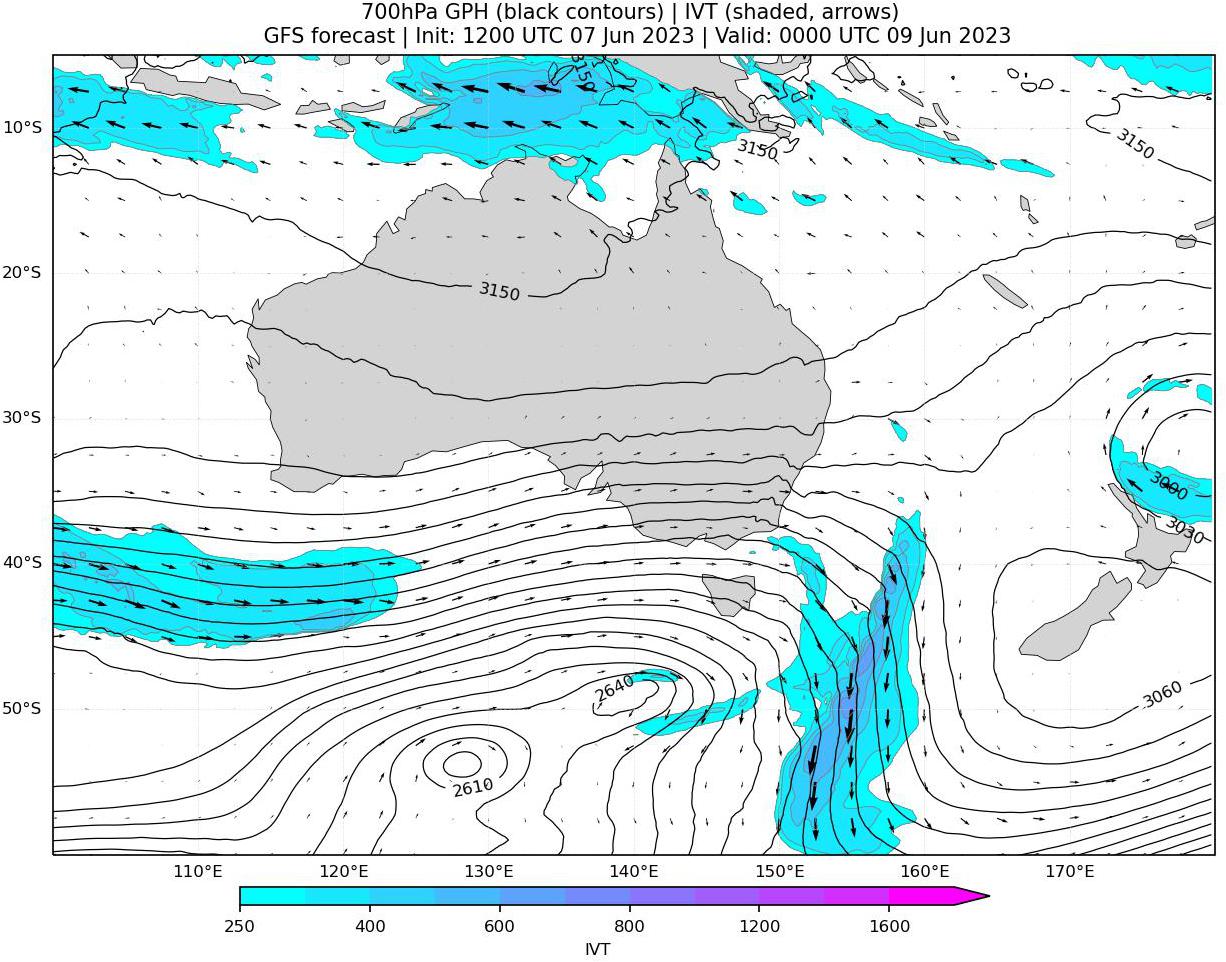 700hPa GPH (black contours) | IVT (shaded, arrows)
GFS forecast | Init: 1200 UTC 07 Jun 2023 | Valid: 0000 UTC 09 Jun 2023
3150
10°S
3150
3150
20°S
3150
30°S
3000
3030
40°S
2640
3060
50°S
2610
110°E 120°E 130°E 140°E 150°E 160°E 170°E
250 400 600 800 1200 1600
IVT